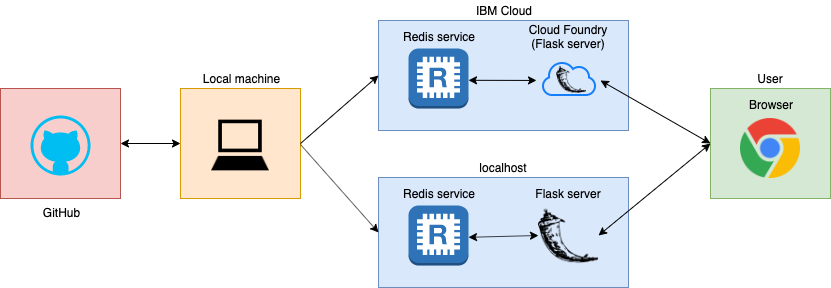 IBM Cloud
Redis service
Cloud Foundry
(Flask server)
R
Local machine
User
Browser
GitHub
localhost
Redis service
Flask server
R